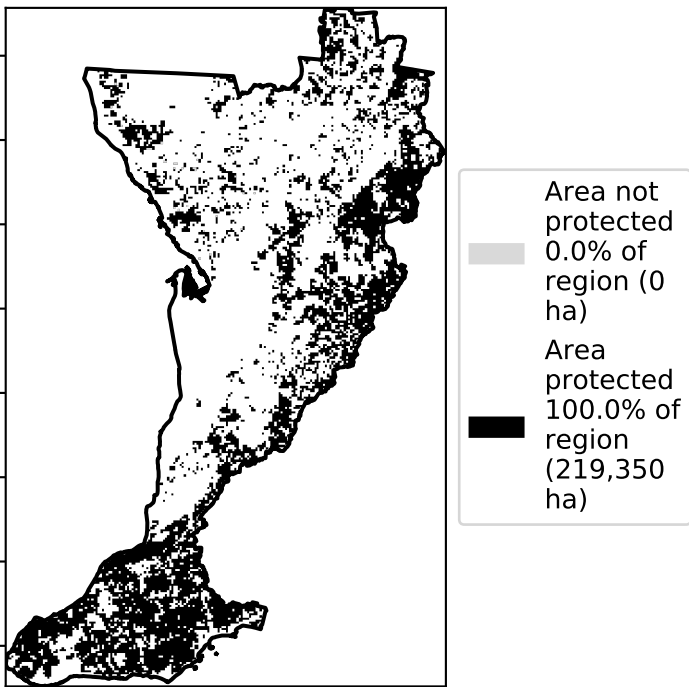 Area not
protected
0.0% of
region (0
ha)
Area
protected
100.0% of
region
(219,350
ha)